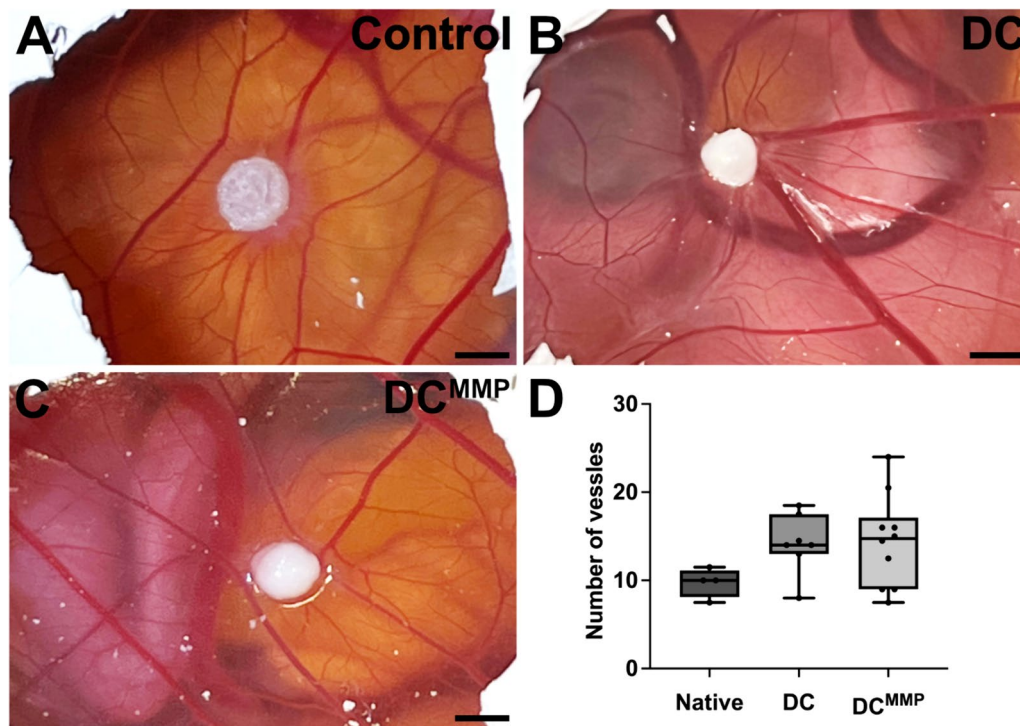 A
Control
B
DC
C
DCᴹᴹᴾ
D
30
20
10
0
Number of vessles
Native
DC
DCᴹᴹᴾ